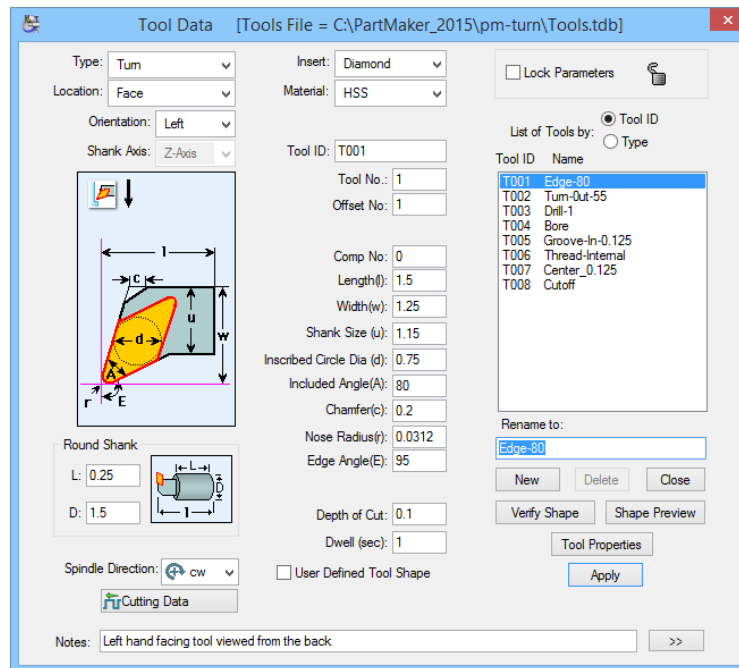 Tool Data [Tools File = C:\PartMaker_2015\pm-turn\Tools.tdb]
Type: Turn
Location: Face
Orientation: Left
Shank Axis: Z-Axis
l
c
u
w
d
A
r
E
Round Shank
L: 0.25
D: 1.5
L
D
l
Spindle Direction: CW
Cutting Data
Insert: Diamond
Material: HSS
Tool ID: T001
Tool No.: 1
Offset No: 1
Comp No: 0
Length(l): 1.5
Width(w): 1.25
Shank Size (u): 1.15
Inscribed Circle Dia (d): 0.75
Included Angle(A): 80
Chamfer(c): 0.2
Nose Radius(r): 0.0312
Edge Angle(E): 95
Depth of Cut: 0.1
Dwell (sec): 1
User Defined Tool Shape
Lock Parameters
List of Tools by: Tool ID
Type
Tool ID Name
T001 Edge-80
T002 Turn-Out-55
T003 Drill-1
T004 Bore
T005 Groove-In-0.125
T006 Thread-Internal
T007 Center_0.125
T008 Cutoff
Rename to:
Edge-80
New Delete Close
Verify Shape Shape Preview
Tool Properties
Apply
Notes: Left hand facing tool viewed from the back >>